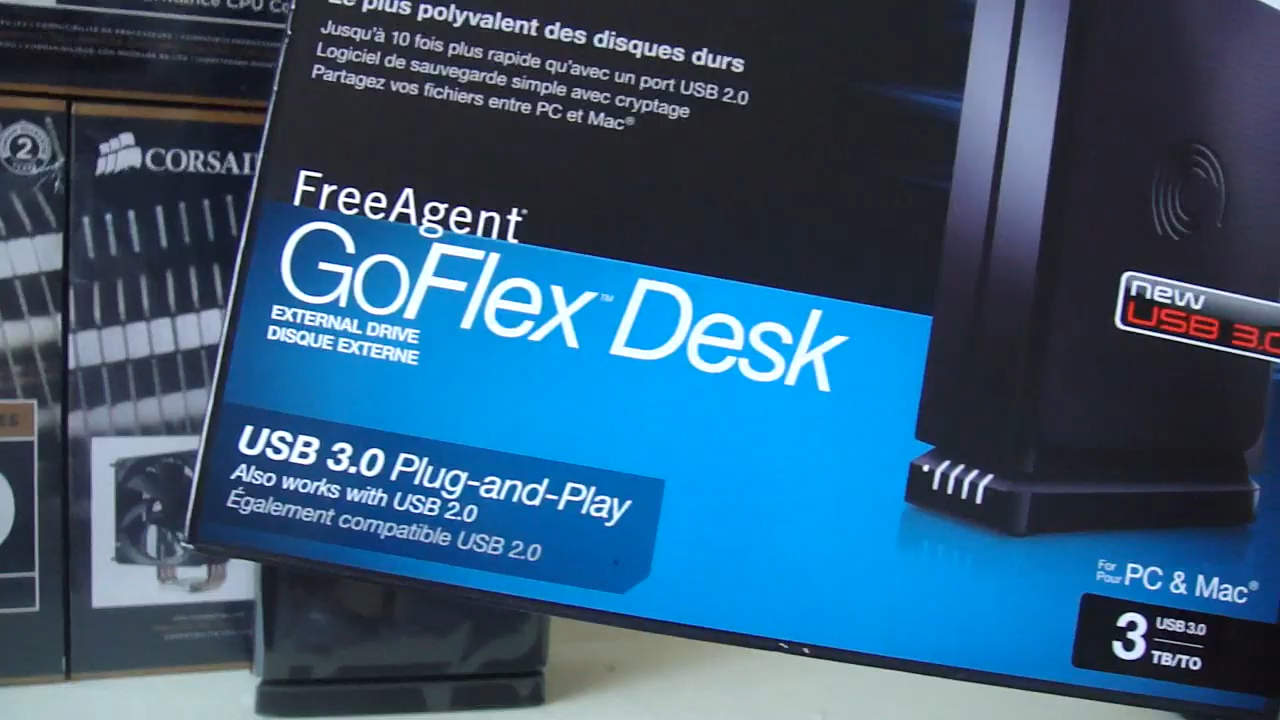 Le plus polyvalent des disques durs
Jusqu'à 10 fois plus rapide qu'avec un port USB 2.0
Logiciel de sauvegarde simple avec cryptage
Partagez vos fichiers entre PC et Mac®
FreeAgent®
GoFlex™ Desk
EXTERNAL DRIVE
DISQUE EXTERNE
USB 3.0 Plug-and-Play
Also works with USB 2.0
Également compatible USB 2.0
new
USB 3.0
For
Pour
PC & Mac®
3
USB 3.0
TB/TO
CPU
2
CORSAI